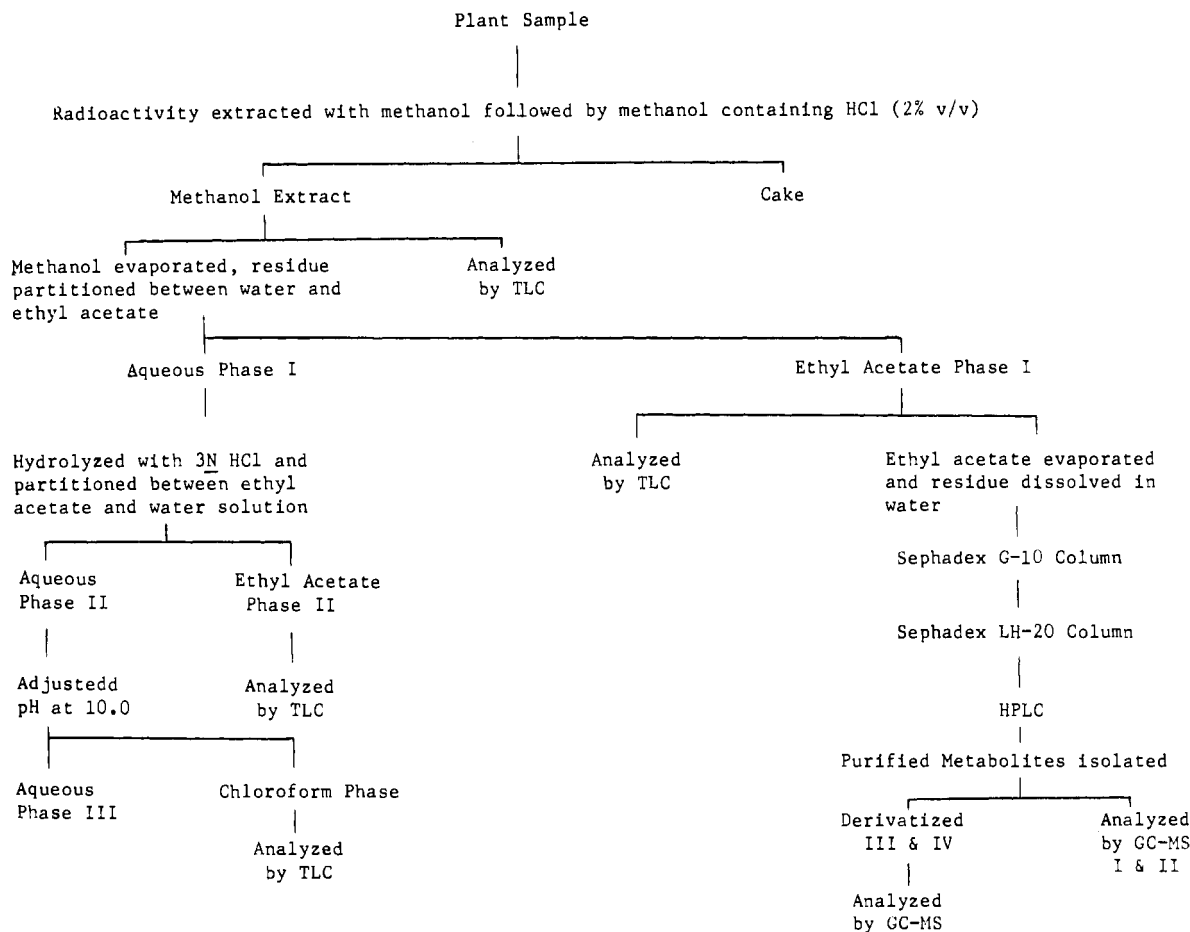 Plant Sample
Radioactivity extracted with methanol followed by methanol containing HCl (2% v/v)
Methanol Extract
Cake
Methanol evaporated, residue
partitioned between water and
ethyl acetate
Analyzed
by TLC
Aqueous Phase I
Ethyl Acetate Phase I
Hydrolyzed with 3N HCl and
partitioned between ethyl
acetate and water solution
Analyzed
by TLC
Ethyl acetate evaporated
and residue dissolved in
water
Aqueous
Phase II
Ethyl Acetate
Phase II
Sephadex G-10 Column
Sephadex LH-20 Column
Adjustedd
pH at 10.0
Analyzed
by TLC
HPLC
Purified Metabolites isolated
Aqueous
Phase III
Chloroform Phase
Analyzed
by TLC
Derivatized
III & IV
Analyzed
by GC-MS
I & II
Analyzed
by GC-MS